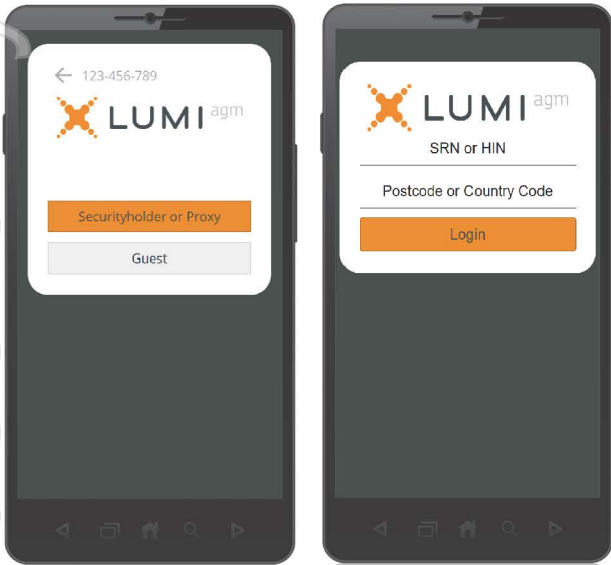 123-456-789
LUMI agm
Securityholder or Proxy
Guest
LUMI agm
SRN or HIN
Postcode or Country Code
Login